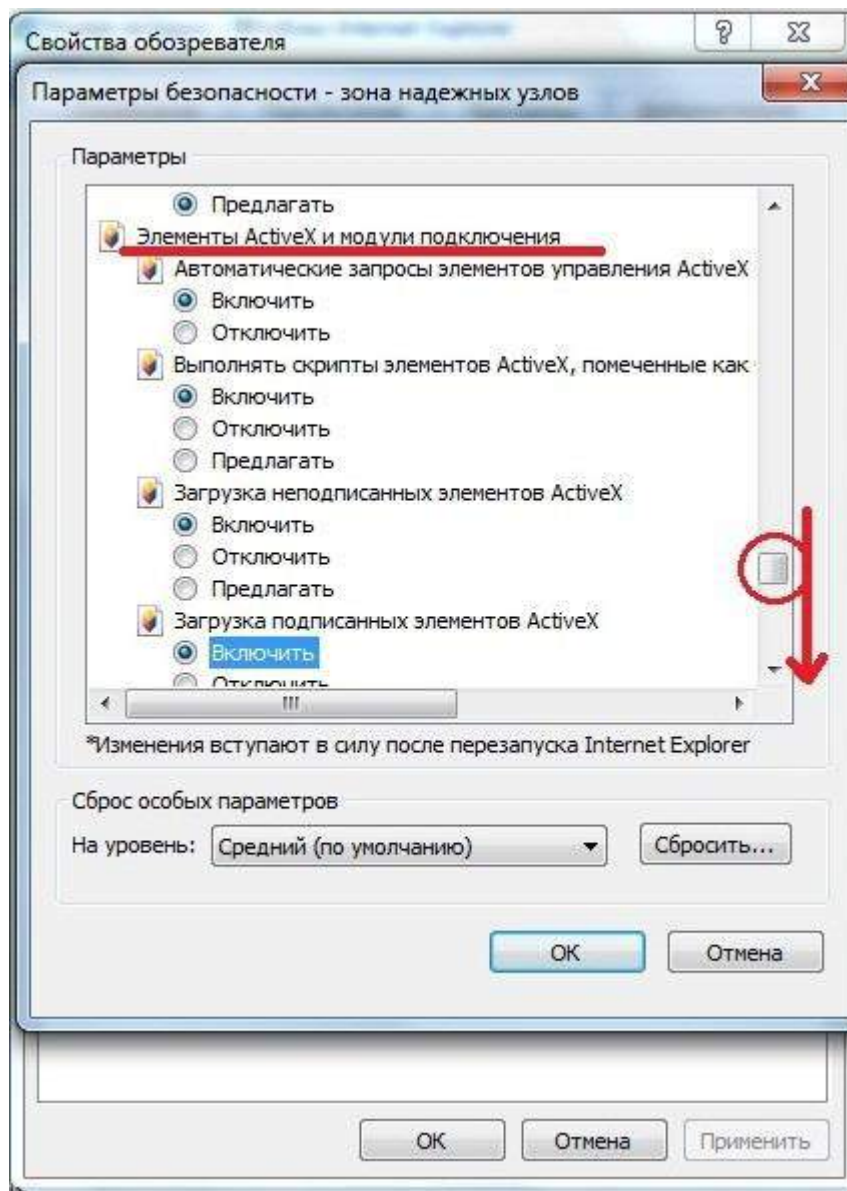 Свойства обозревателя
Параметры безопасности - зона надежных узлов
Параметры
Предлагать
Элементы ActiveX и модули подключения
Автоматические запросы элементов управления ActiveX
Включить
Отключить
Выполнять скрипты элементов ActiveX, помеченные как
Включить
Отключить
Предлагать
Загрузка неподписанных элементов ActiveX
Включить
Отключить
Предлагать
Загрузка подписанных элементов ActiveX
Включить
Отключить
*Изменения вступают в силу после перезапуска Internet Explorer
Сброс особых параметров
На уровень: Средний (по умолчанию) Сбросить...
ОК Отмена
ОК Отмена Применить